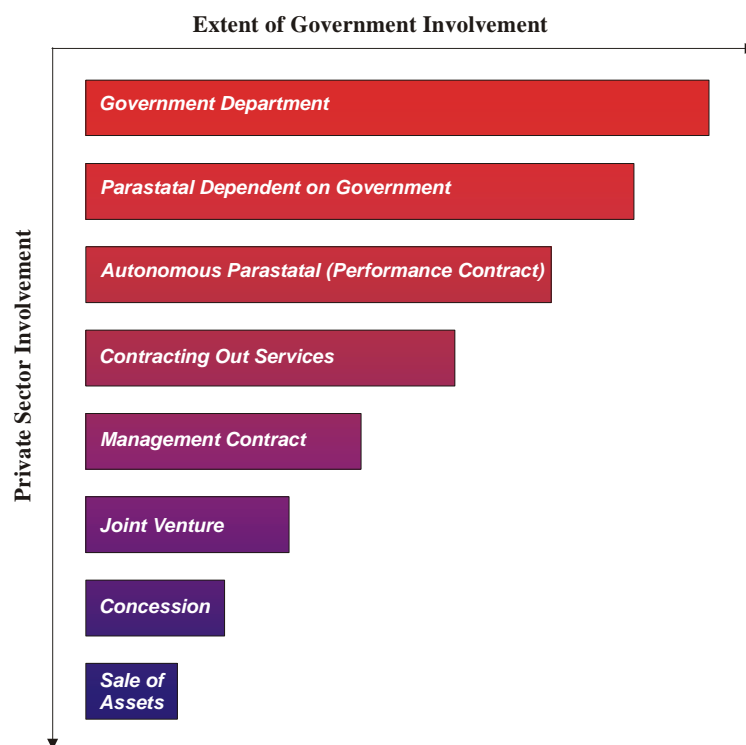 Extent of Government Involvement
Private Sector Involvement
Government Department
Parastatal Dependent on Government
Autonomous Parastatal (Performance Contract)
Contracting Out Services
Management Contract
Joint Venture
Concession
Sale of
Assets